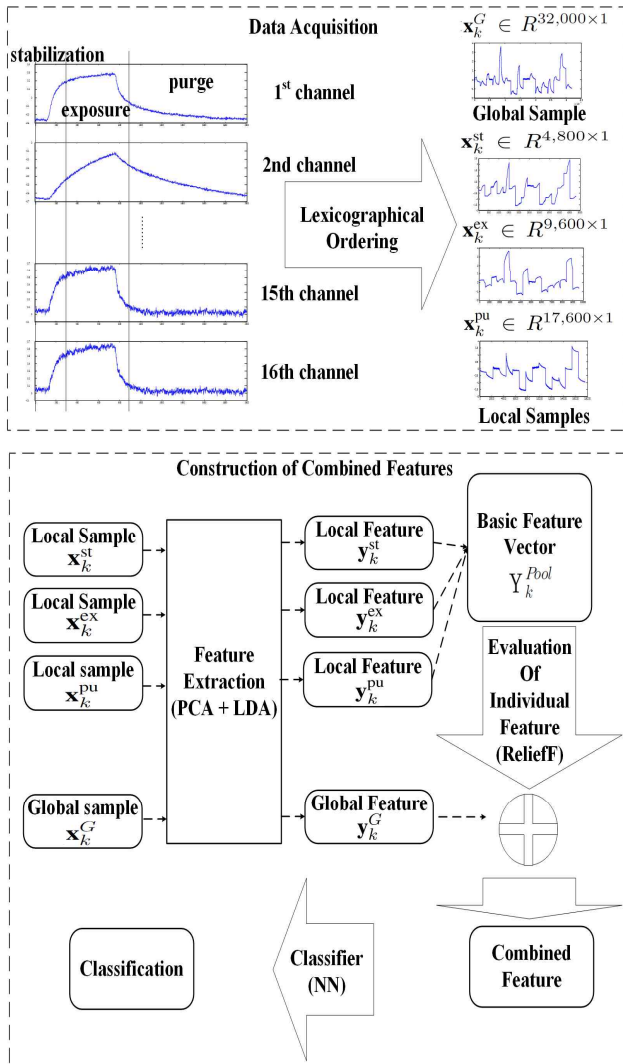 Data Acquisition
stabilization
exposure
purge
1st channel
2nd channel
15th channel
16th channel
Lexicographical
Ordering
x_k^G ∈ R^{32,000×1}
Global Sample
x_k^{st} ∈ R^{4,800×1}
x_k^{ex} ∈ R^{9,600×1}
x_k^{pu} ∈ R^{17,600×1}
Local Samples
Construction of Combined Features
Local Sample
x_k^{st}
Local Sample
x_k^{ex}
Local sample
x_k^{pu}
Global sample
x_k^G
Feature
Extraction
(PCA + LDA)
Local Feature
y_k^{st}
Local Feature
y_k^{ex}
Local Feature
y_k^{pu}
Global Feature
y_k^G
Basic Feature
Vector
Y_k^{Pool}
Evaluation
Of
Individual
Feature
(ReliefF)
Combined
Feature
Classifier
(NN)
Classification